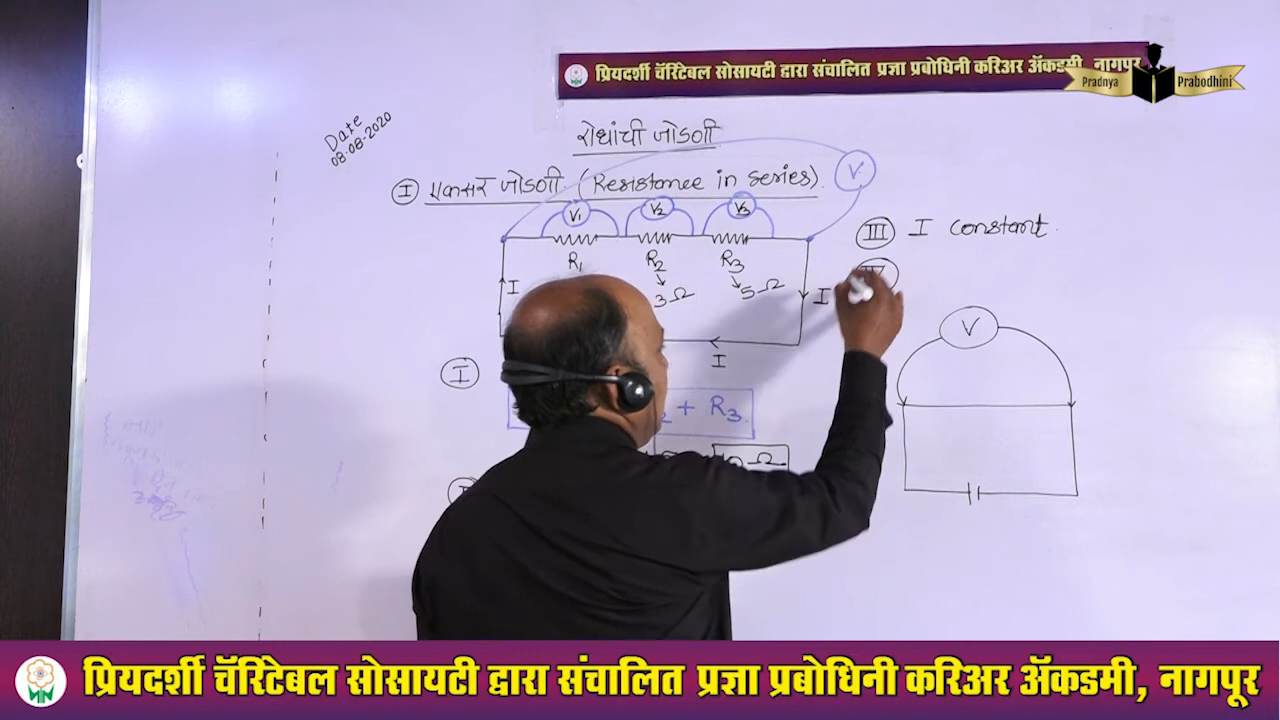 प्रियदर्शी चॅरिटेबल सोसायटी द्वारा संचालित प्रज्ञा प्रबोधिनी करिअर ॲकडमी, नागपूर
Pradnya Prabodhini
Date
08-08-2020
रोधांची जोडणी
I एकसर जोडणी (Resistance in series).
V
V1 V2 V3
R1 R2 R3
3Ω 5Ω
I
I
I
III I constant.
IV
V
I
+ R3.
Ω
प्रियदर्शी चॅरिटेबल सोसायटी द्वारा संचालित प्रज्ञा प्रबोधिनी करिअर ॲकडमी, नागपूर